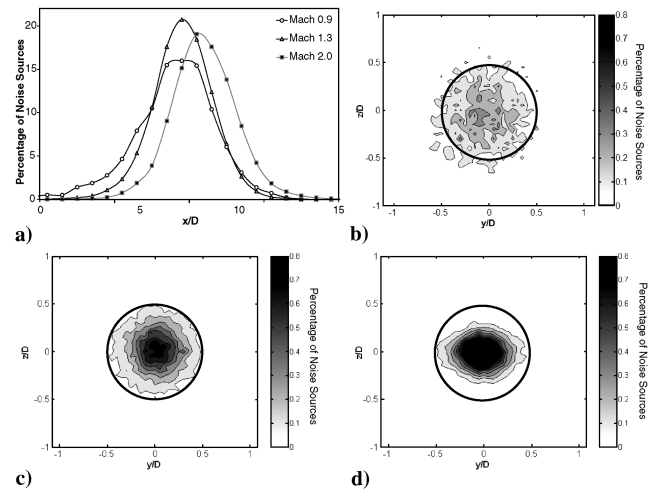 20
15
10
5
0
Percentage of Noise Sources
0 5 10 15
x/D
Mach 0.9
Mach 1.3
Mach 2.0
a)
1
0.5
0
-0.5
-1
z/D
-1 -0.5 0 0.5 1
y/D
0.8
0.7
0.6
0.5
0.4
0.3
0.2
0.1
0
Percentage of Noise Sources
b)
1
0.5
0
-0.5
-1
z/D
-1 -0.5 0 0.5 1
y/D
0.8
0.7
0.6
0.5
0.4
0.3
0.2
0.1
0
Percentage of Noise Sources
c)
1
0.5
0
-0.5
-1
z/D
-1 -0.5 0 0.5 1
y/D
0.8
0.7
0.6
0.5
0.4
0.3
0.2
0.1
0
Percentage of Noise Sources
d)